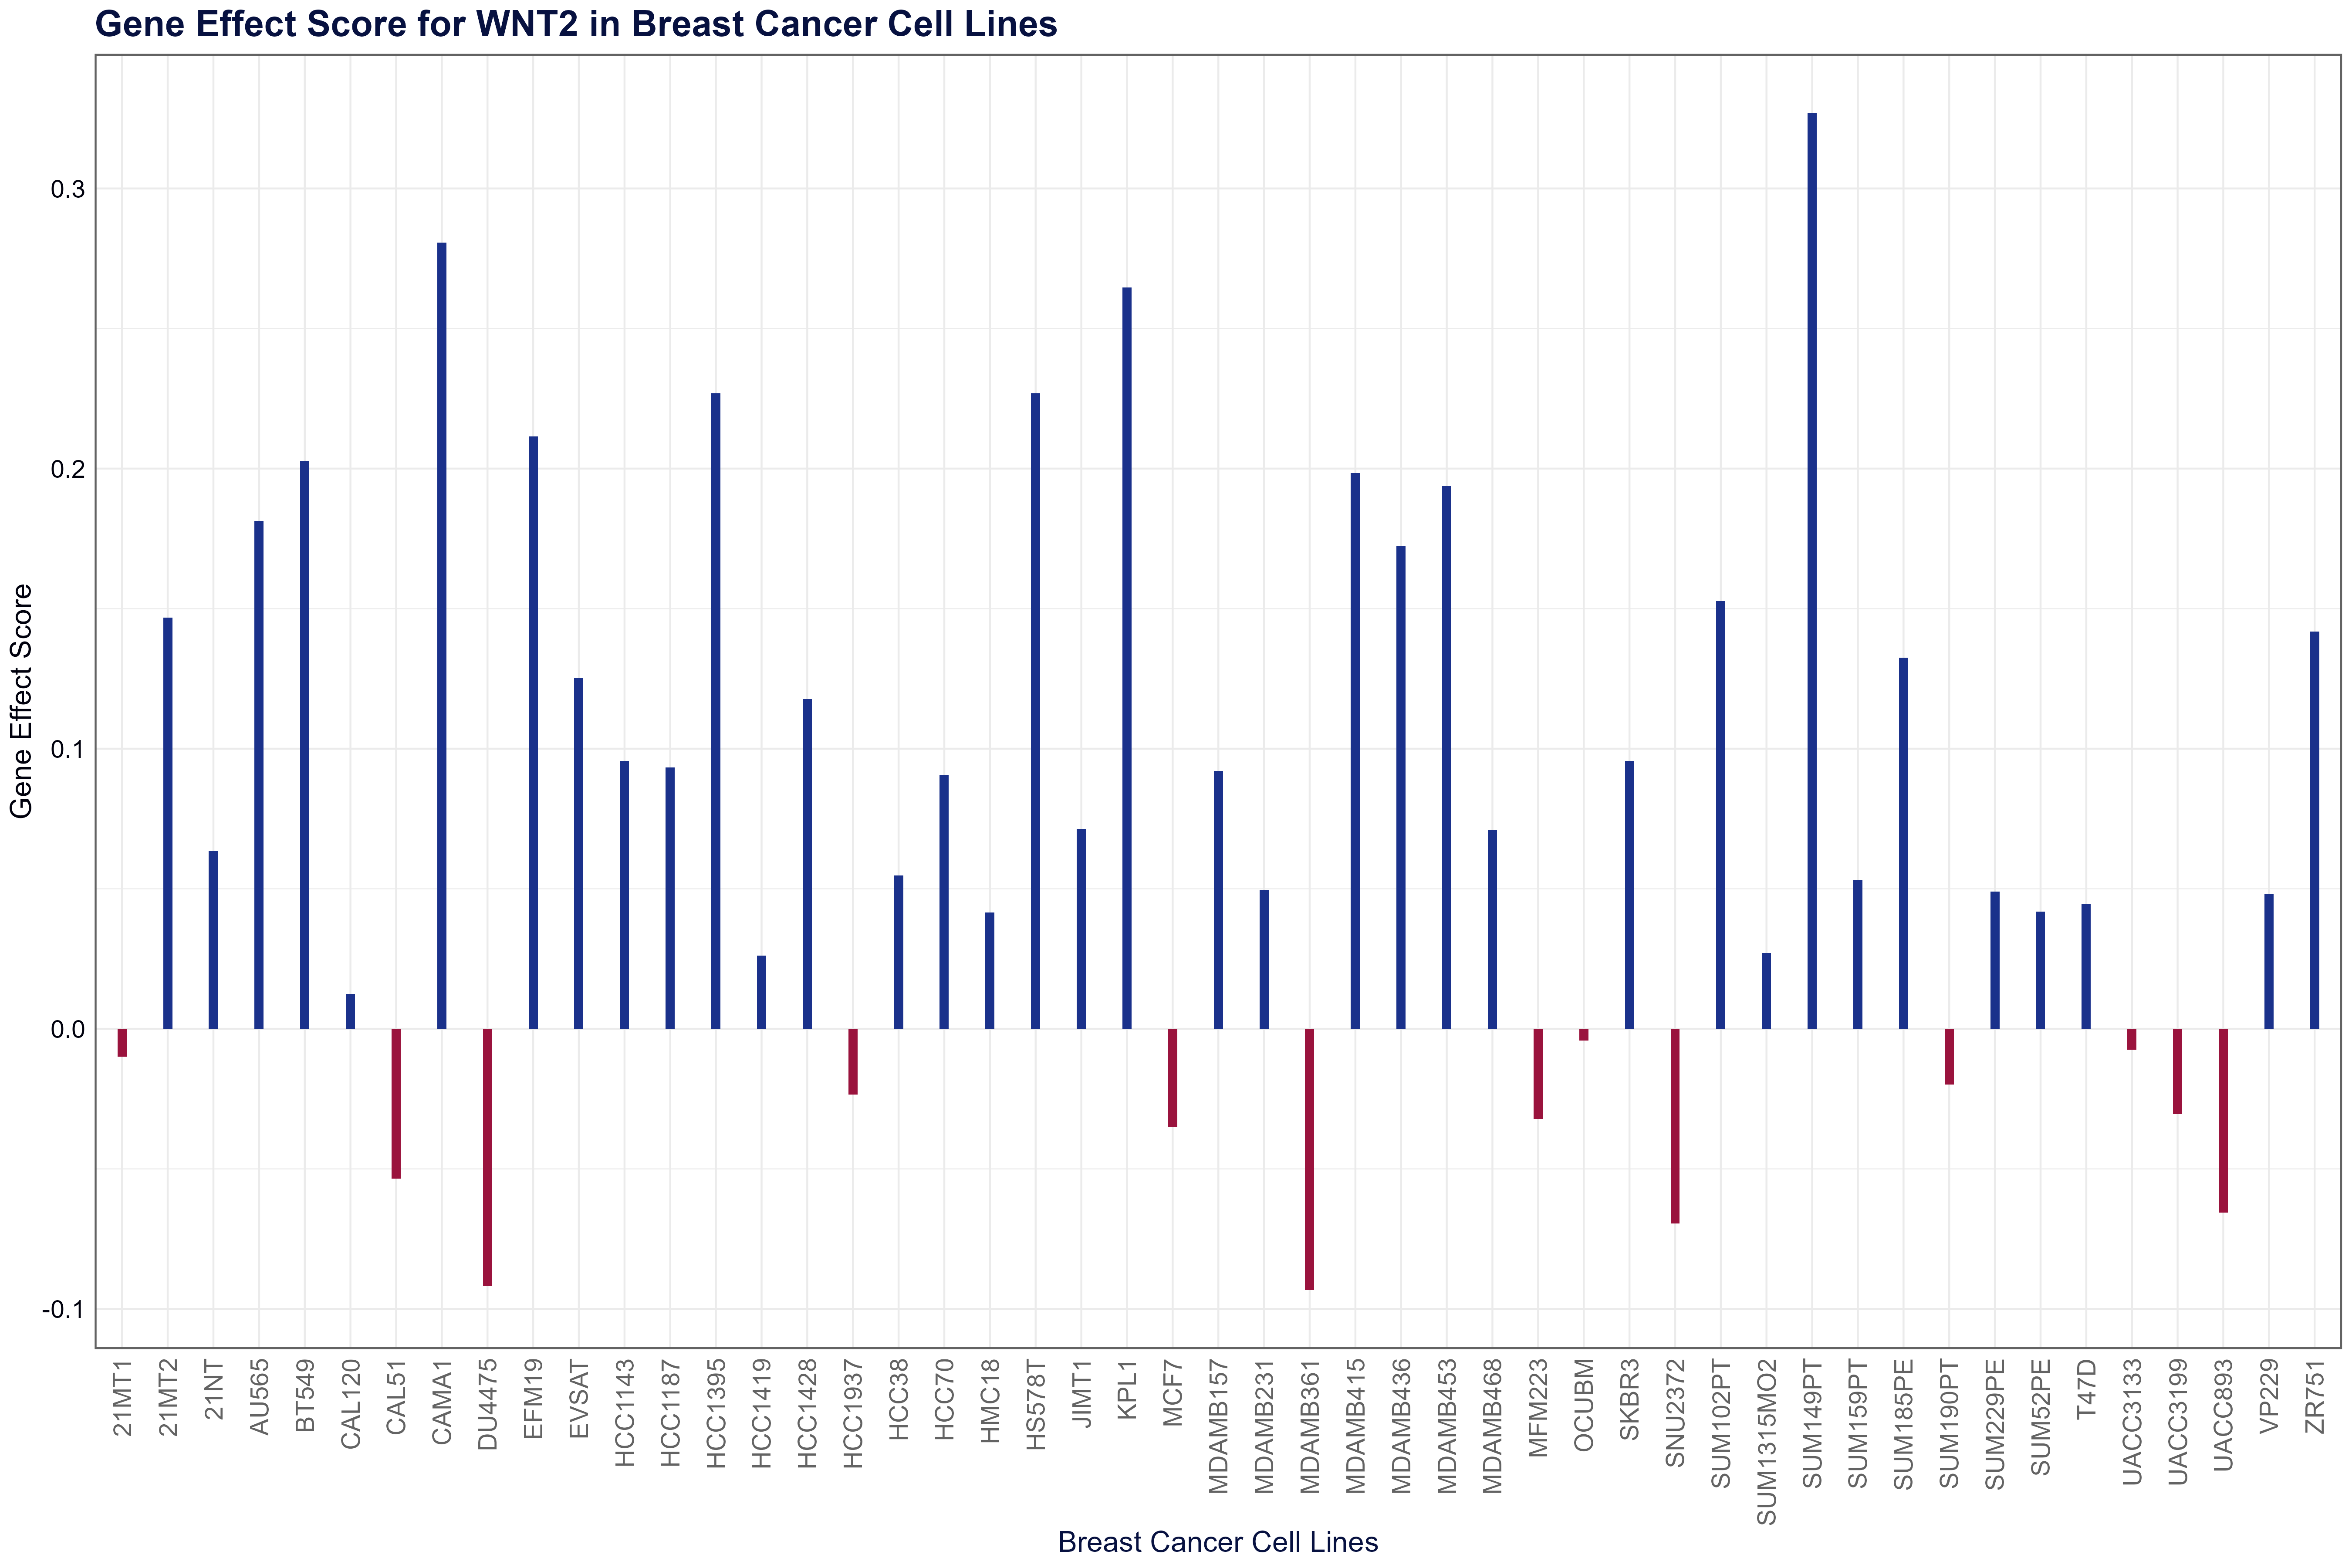 Gene Effect Score for WNT2 in Breast Cancer Cell Lines
Gene Effect Score
0.3
0.2
0.1
0.0
-0.1
21MT1
21MT2
21NT
AU565
BT549
CAL120
CAL51
CAMA1
DU4475
EFM19
EVSAT
HCC1143
HCC1187
HCC1395
HCC1419
HCC1428
HCC1937
HCC38
HCC70
HMC18
HS578T
JIMT1
KPL1
MCF7
MDAMB157
MDAMB231
MDAMB361
MDAMB415
MDAMB436
MDAMB453
MDAMB468
MFM223
OCUBM
SKBR3
SNU2372
SUM102PT
SUM1315MO2
SUM149PT
SUM159PT
SUM185PE
SUM190PT
SUM229PE
SUM52PE
T47D
UACC3133
UACC3199
UACC893
VP229
ZR751
Breast Cancer Cell Lines